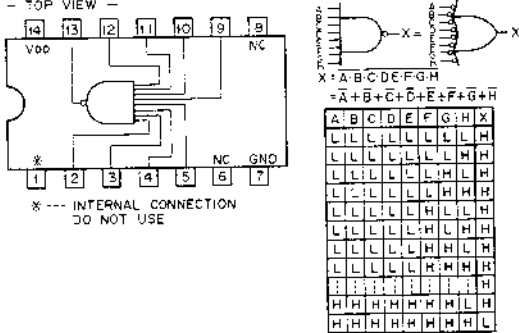 - TOP VIEW -
14 13 12 11 10 9 8
VDD NC
NC GND
1 2 3 4 5 6 7
※ --- INTERNAL CONNECTION
DO NOT USE
X =
X = A·B·C·D·E·F·G·H
= A̅+B̅+C̅+D̅+E̅+F̅+G̅+H̅
A B C D E F G H X
L L L L L L L L H
L L L L L L L H H
L L L L L L H L H
L L L L L L H H H
L L L L L H L L H
L L L L L H L H H
L L L L L H H L H
L L L L L H H H H
H
H H H H H H H L H
H H H H H H H H L